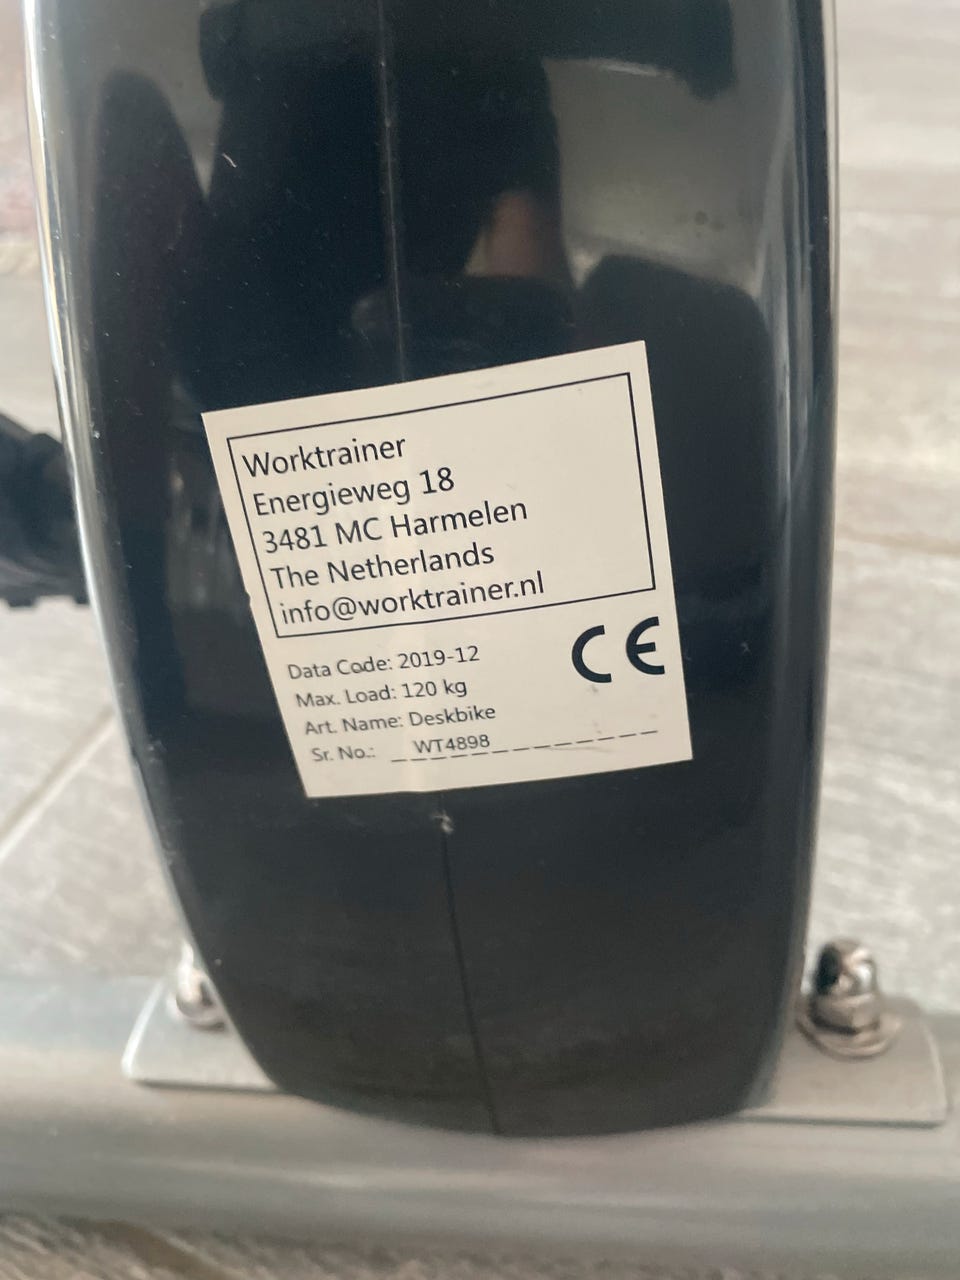 Worktrainer
Energieweg 18
3481 MC Harmelen
The Netherlands
info@worktrainer.nl
Data Code: 2019-12
Max. Load: 120 kg
Art. Name: Deskbike
Sr. No.: WT4898
CE